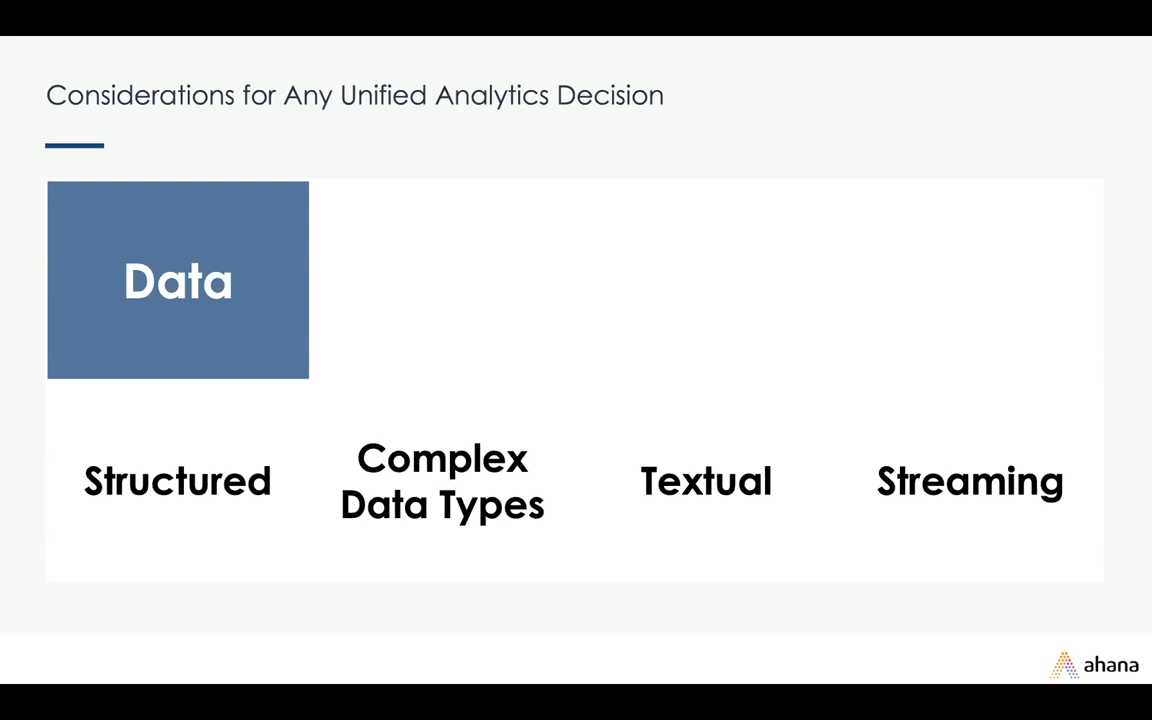 Considerations for Any Unified Analytics Decision
Data
Structured
Complex
Data Types
Textual
Streaming
ahana